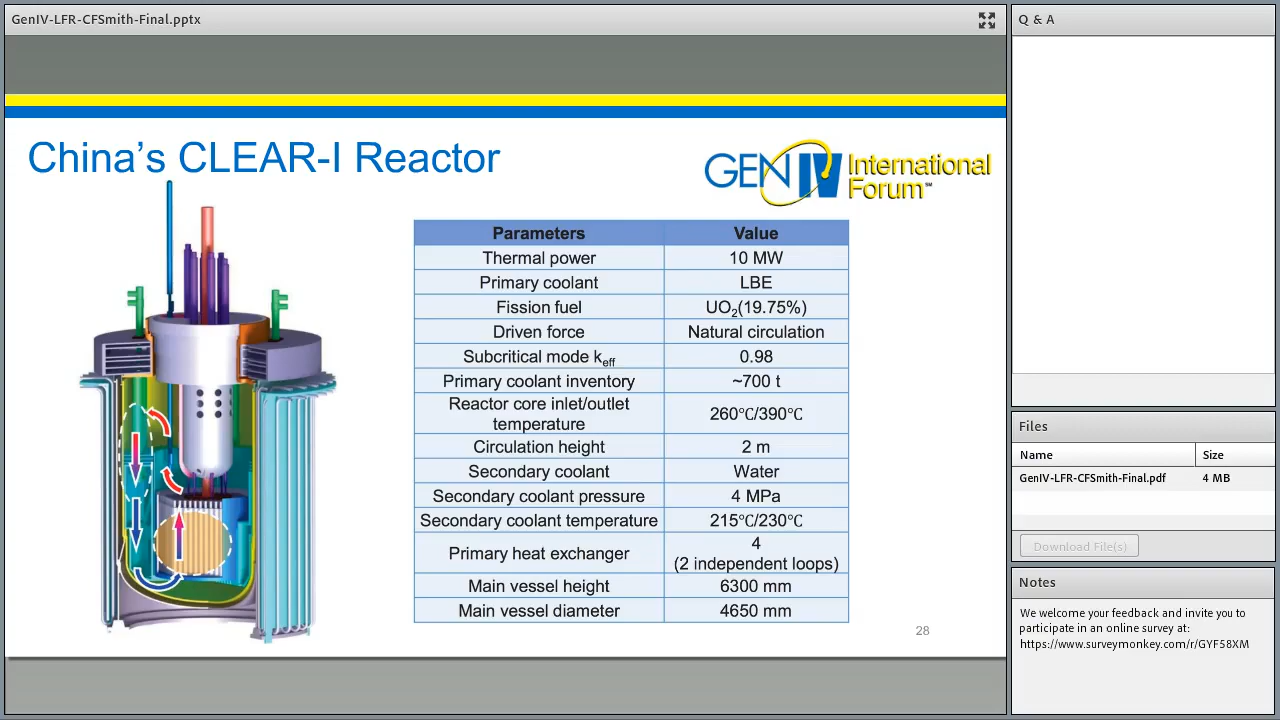 GenIV-LFR-CFSmith-Final.pptx
China's CLEAR-I Reactor
GEN IV International
Forum℠
Parameters Value
Thermal power 10 MW
Primary coolant LBE
Fission fuel UO₂(19.75%)
Driven force Natural circulation
Subcritical mode keff 0.98
Primary coolant inventory ~700 t
Reactor core inlet/outlet
temperature 260℃/390℃
Circulation height 2 m
Secondary coolant Water
Secondary coolant pressure 4 MPa
Secondary coolant temperature 215℃/230℃
Primary heat exchanger 4
(2 independent loops)
Main vessel height 6300 mm
Main vessel diameter 4650 mm
28
Q & A
Files
Name Size
GenIV-LFR-CFSmith-Final.pdf 4 MB
Download File(s)
Notes
We welcome your feedback and invite you to
participate in an online survey at:
https://www.surveymonkey.com/r/GYF58XM